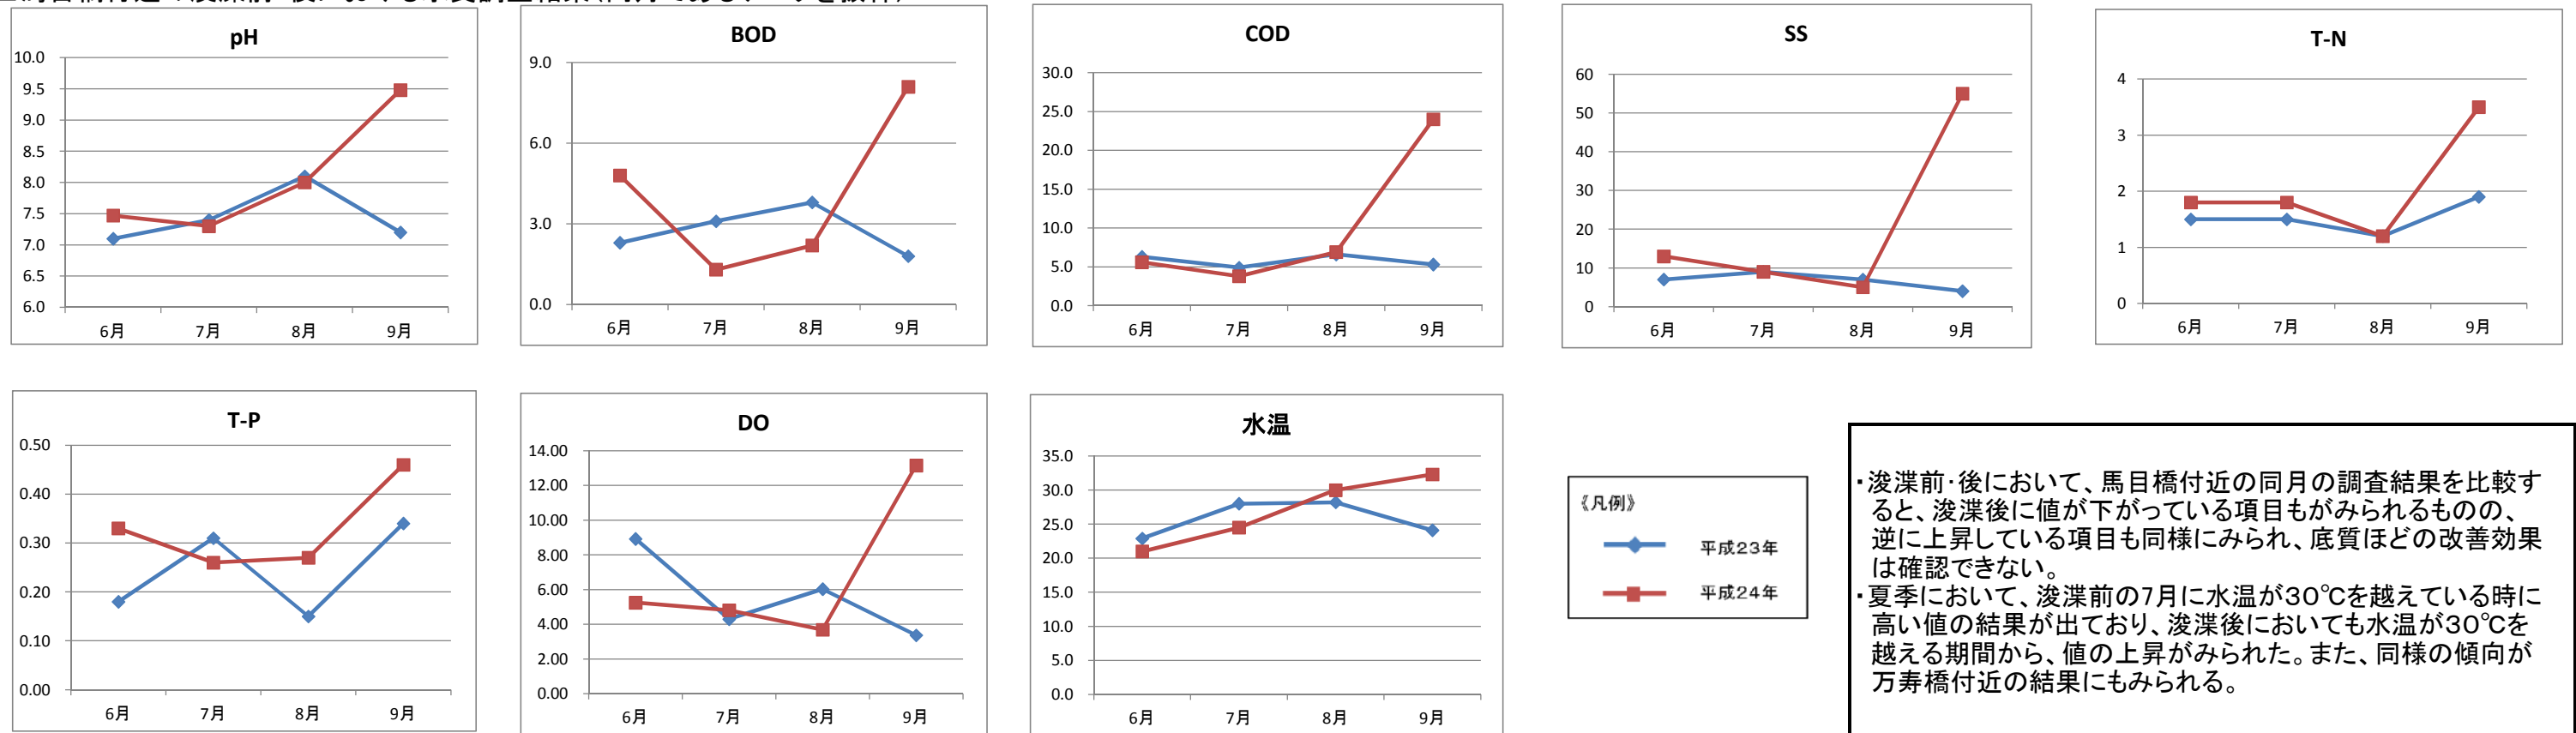 pH
10.0
9.5
9.0
8.5
8.0
7.5
7.0
6.5
6.0
6月 7月 8月 9月
BOD
9.0
6.0
3.0
0.0
6月 7月 8月 9月
COD
30.0
25.0
20.0
15.0
10.0
5.0
0.0
6月 7月 8月 9月
SS
60
50
40
30
20
10
0
6月 7月 8月 9月
T-N
4
3
2
1
0
6月 7月 8月 9月
T-P
0.50
0.40
0.30
0.20
0.10
0.00
6月 7月 8月 9月
DO
14.00
12.00
10.00
8.00
6.00
4.00
2.00
0.00
6月 7月 8月 9月
水温
35.0
30.0
25.0
20.0
15.0
10.0
5.0
0.0
6月 7月 8月 9月
《凡例》
平成23年
平成24年
・浚渫前・後において、馬目橋付近の同月の調査結果を比較す
ると、浚渫後に値が下がっている項目もがみられるものの、
逆に上昇している項目も同様にみられ、底質ほどの改善効果
は確認できない。
・夏季において、浚渫前の7月に水温が30℃を越えている時に
高い値の結果が出ており、浚渫後においても水温が30℃を
越える期間から、値の上昇がみられた。また、同様の傾向が
万寿橋付近の結果にもみられる。